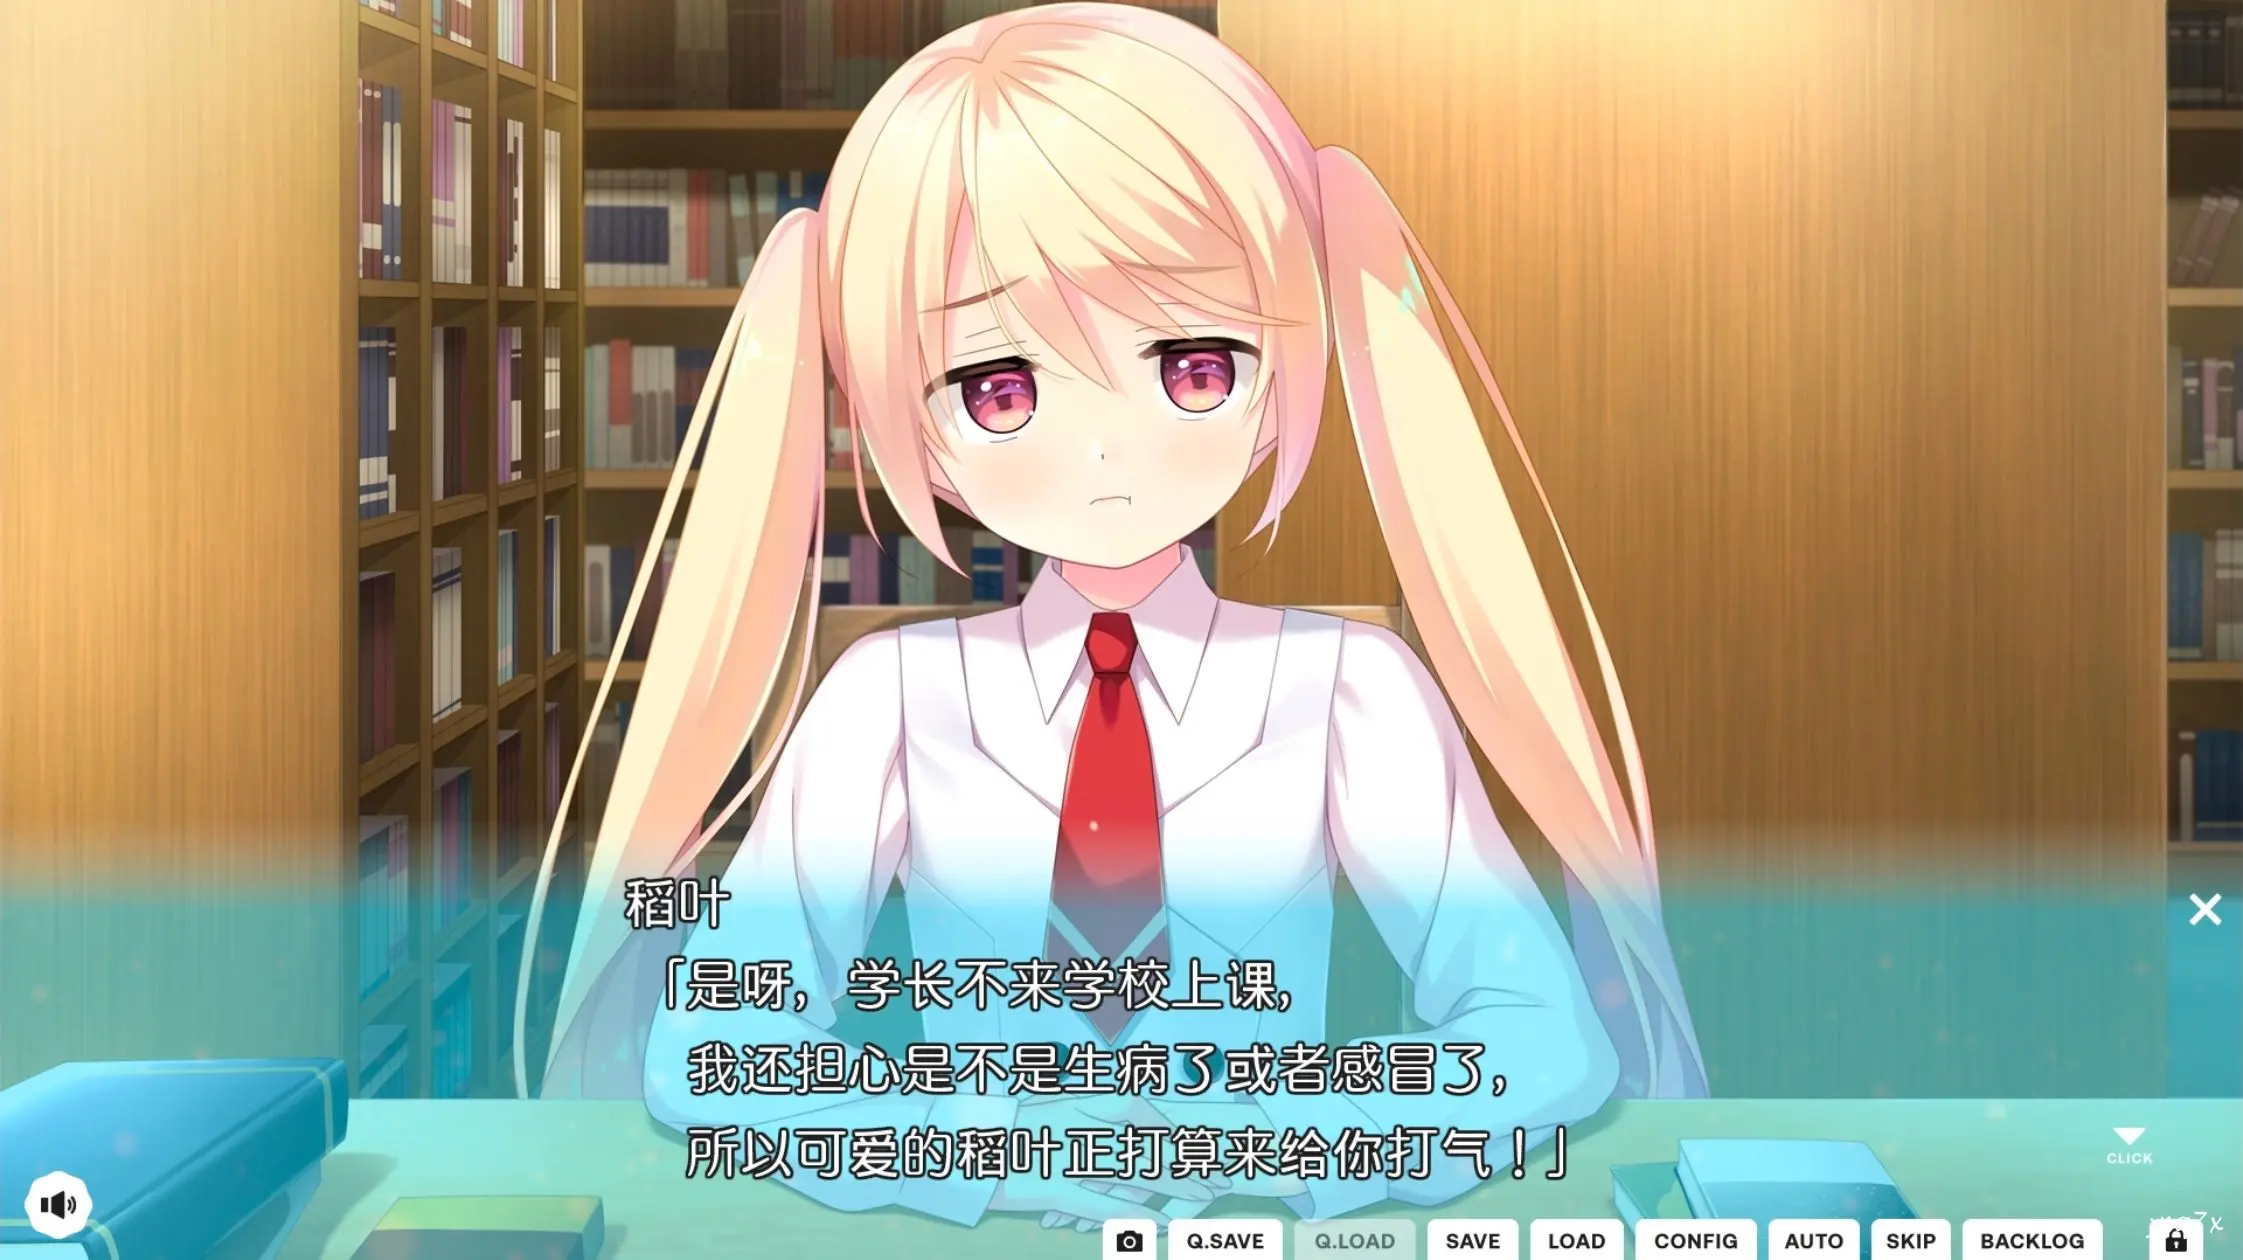 稻叶
「是呀，学长不来学校上课，
我还担心是不是生病了或者感冒了，
所以可爱的稻叶正打算来给你打气！」
CLICK
Q.SAVE
Q.LOAD
SAVE
LOAD
CONFIG
AUTO
SKIP
BACKLOG